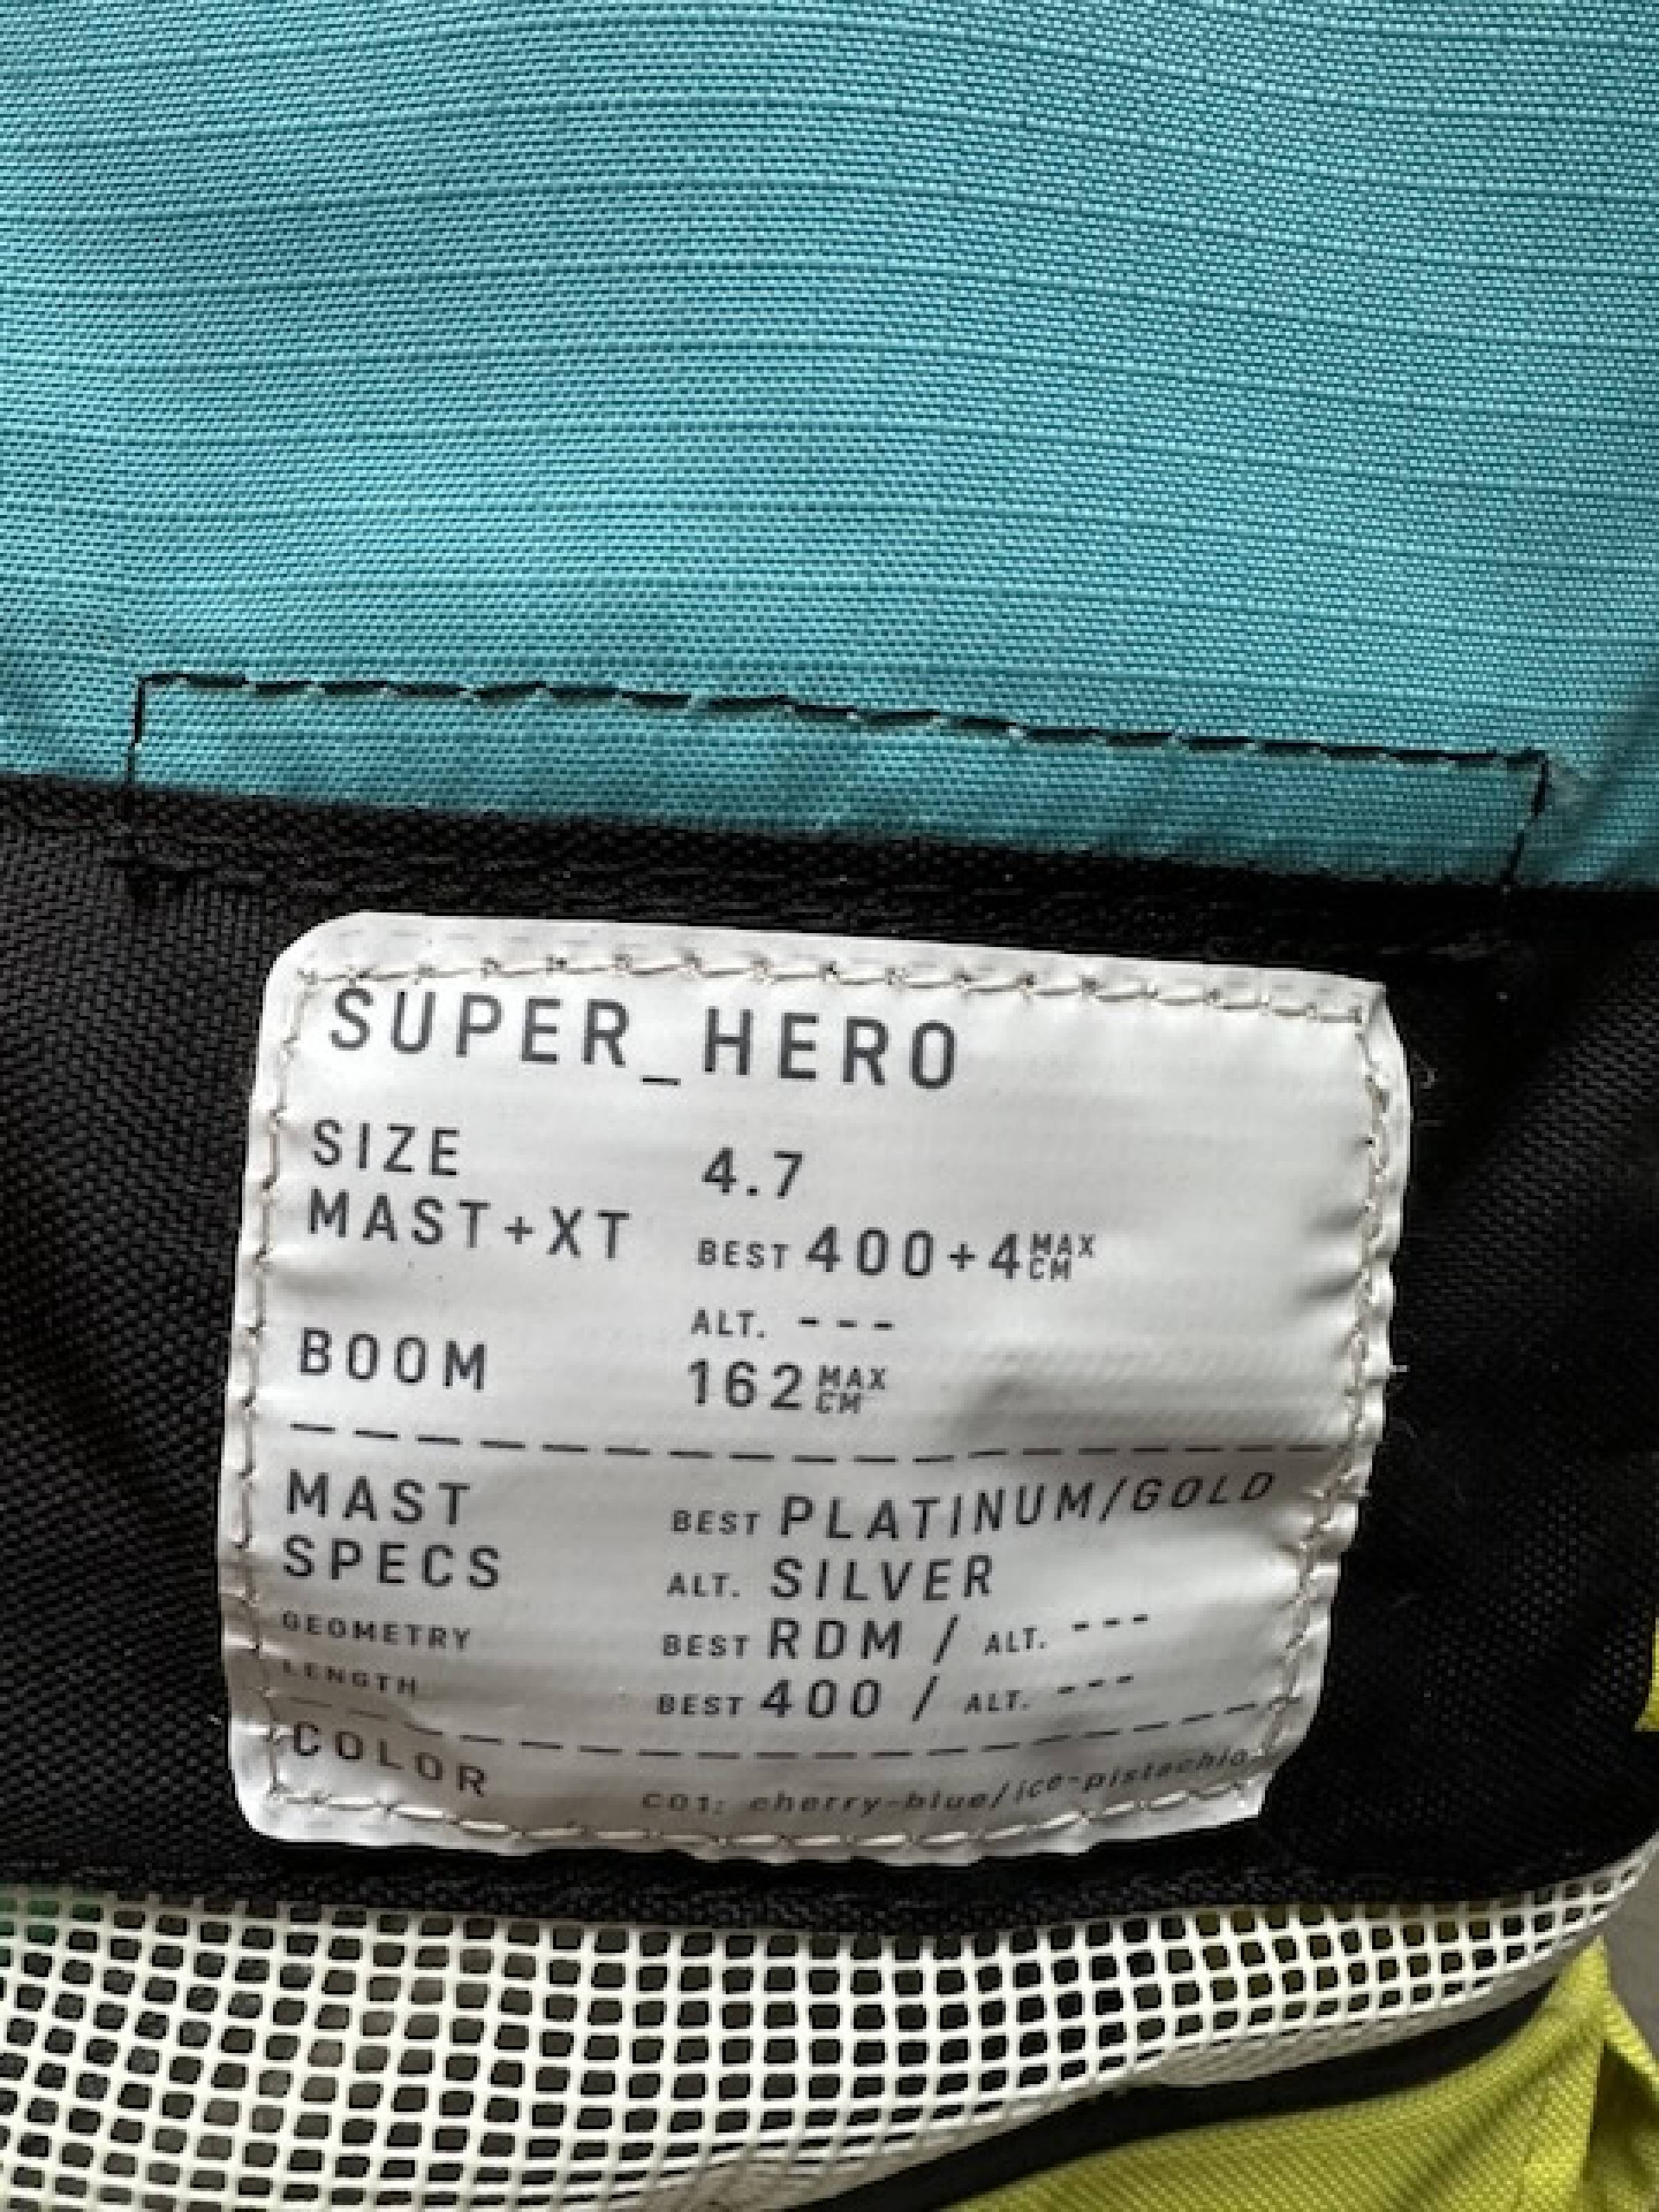 SUPER_HERO
SIZE 4.7
MAST+XT BEST 400+4 MAX CM
ALT. ---
BOOM 162 MAX CM
MAST SPECS BEST PLATINUM/GOLD
ALT. SILVER
GEOMETRY BEST RDM / ALT. ---
LENGTH BEST 400 / ALT. ---
COLOR C01: cherry-blue/ice-pistachio